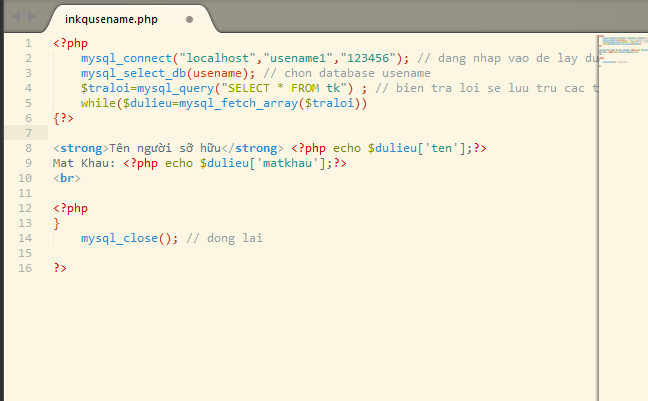 inkqusename.php
1 <?php
2 mysql_connect("localhost","usename1","123456"); // dang nhap vao de lay du
3 mysql_select_db(usename); // chon database usename
4 $traloi=mysql_query("SELECT * FROM tk") ; // bien tra loi se luu tru cac t
5 while($dulieu=mysql_fetch_array($traloi))
6 {?>
7
8 <strong>Tên người sỡ hữu</strong> <?php echo $dulieu['ten'];?>
9 Mat Khau: <?php echo $dulieu['matkhau'];?>
10 <br>
11
12 <?php
13 }
14 mysql_close(); // dong lai
15
16 ?>